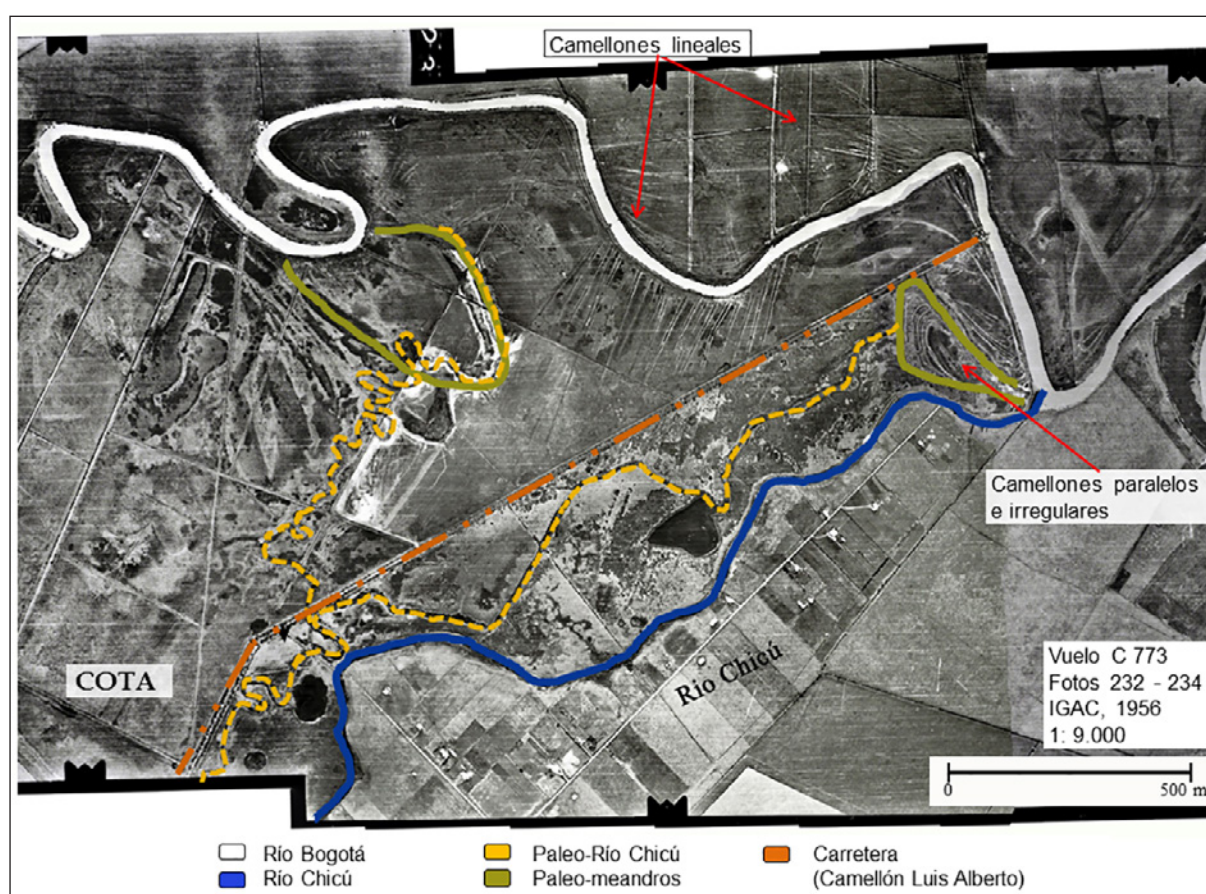 Camellones lineales
Camellones paralelos
e irregulares
COTA
Río Chicú
Vuelo C 773
Fotos 232 - 234
IGAC, 1956
1: 9.000
0 500 m
Río Bogotá
Río Chicú
Paleo-Río Chicú
Paleo-meandros
Carretera
(Camellón Luis Alberto)